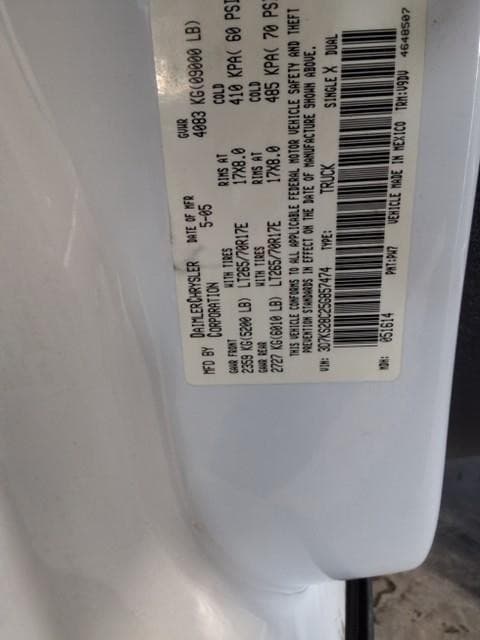 MFD BY DAIMLERCHRYSLER CORPORATION DATE OF MFR 5-05 GVWR 4083 KG(09000 LB)
GAWR FRONT WITH TIRES RIMS AT COLD
2359 KG(5200 LB) LT265/70R17E 17X8.0 410 KPA( 60 PSI
GAWR REAR WITH TIRES RIMS AT COLD
2727 KG(6010 LB) LT265/70R17E 17X8.0 485 KPA( 70 PSI
THIS VEHICLE CONFORMS TO ALL APPLICABLE FEDERAL MOTOR VEHICLE SAFETY AND THEFT
PREVENTION STANDARDS IN EFFECT ON THE DATE OF MANUFACTURE SHOWN ABOVE.
VIN: 3D7KS28C25G857474 TYPE: TRUCK SINGLE X DUAL
MDH: 051614 PNT:PW7 VEHICLE MADE IN MEXICO TRM:V9DV 4648507